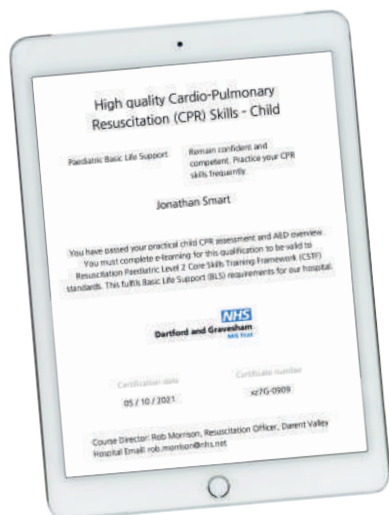 High quality Cardio-Pulmonary
Resuscitation (CPR) Skills - Child
Paediatric Basic Life Support
Remain confident and
competent. Practice your CPR
skills frequently.
Jonathan Smart
You have passed your practical child CPR assessment and AED overview.
You must complete e-learning for this qualification to be valid to
Resuscitation Paediatric Level 2 Core Skills Training Framework (CSTF)
standards. This fulfils Basic Life Support (BLS) requirements for our hospital.
NHS
Dartford and Gravesham
NHS Trust
Certification date
Certificate number
05 / 10 / 2021
xz7G-0909
Course Director: Rob Morrison, Resuscitation Officer, Darent Valley
Hospital Email: rob.morrison@nhs.net